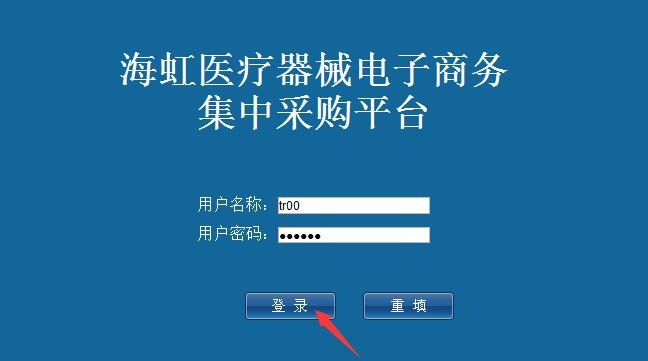 海虹医疗器械电子商务
集中采购平台
用户名称：tr00
用户密码：●●●●●●
登 录 重 填